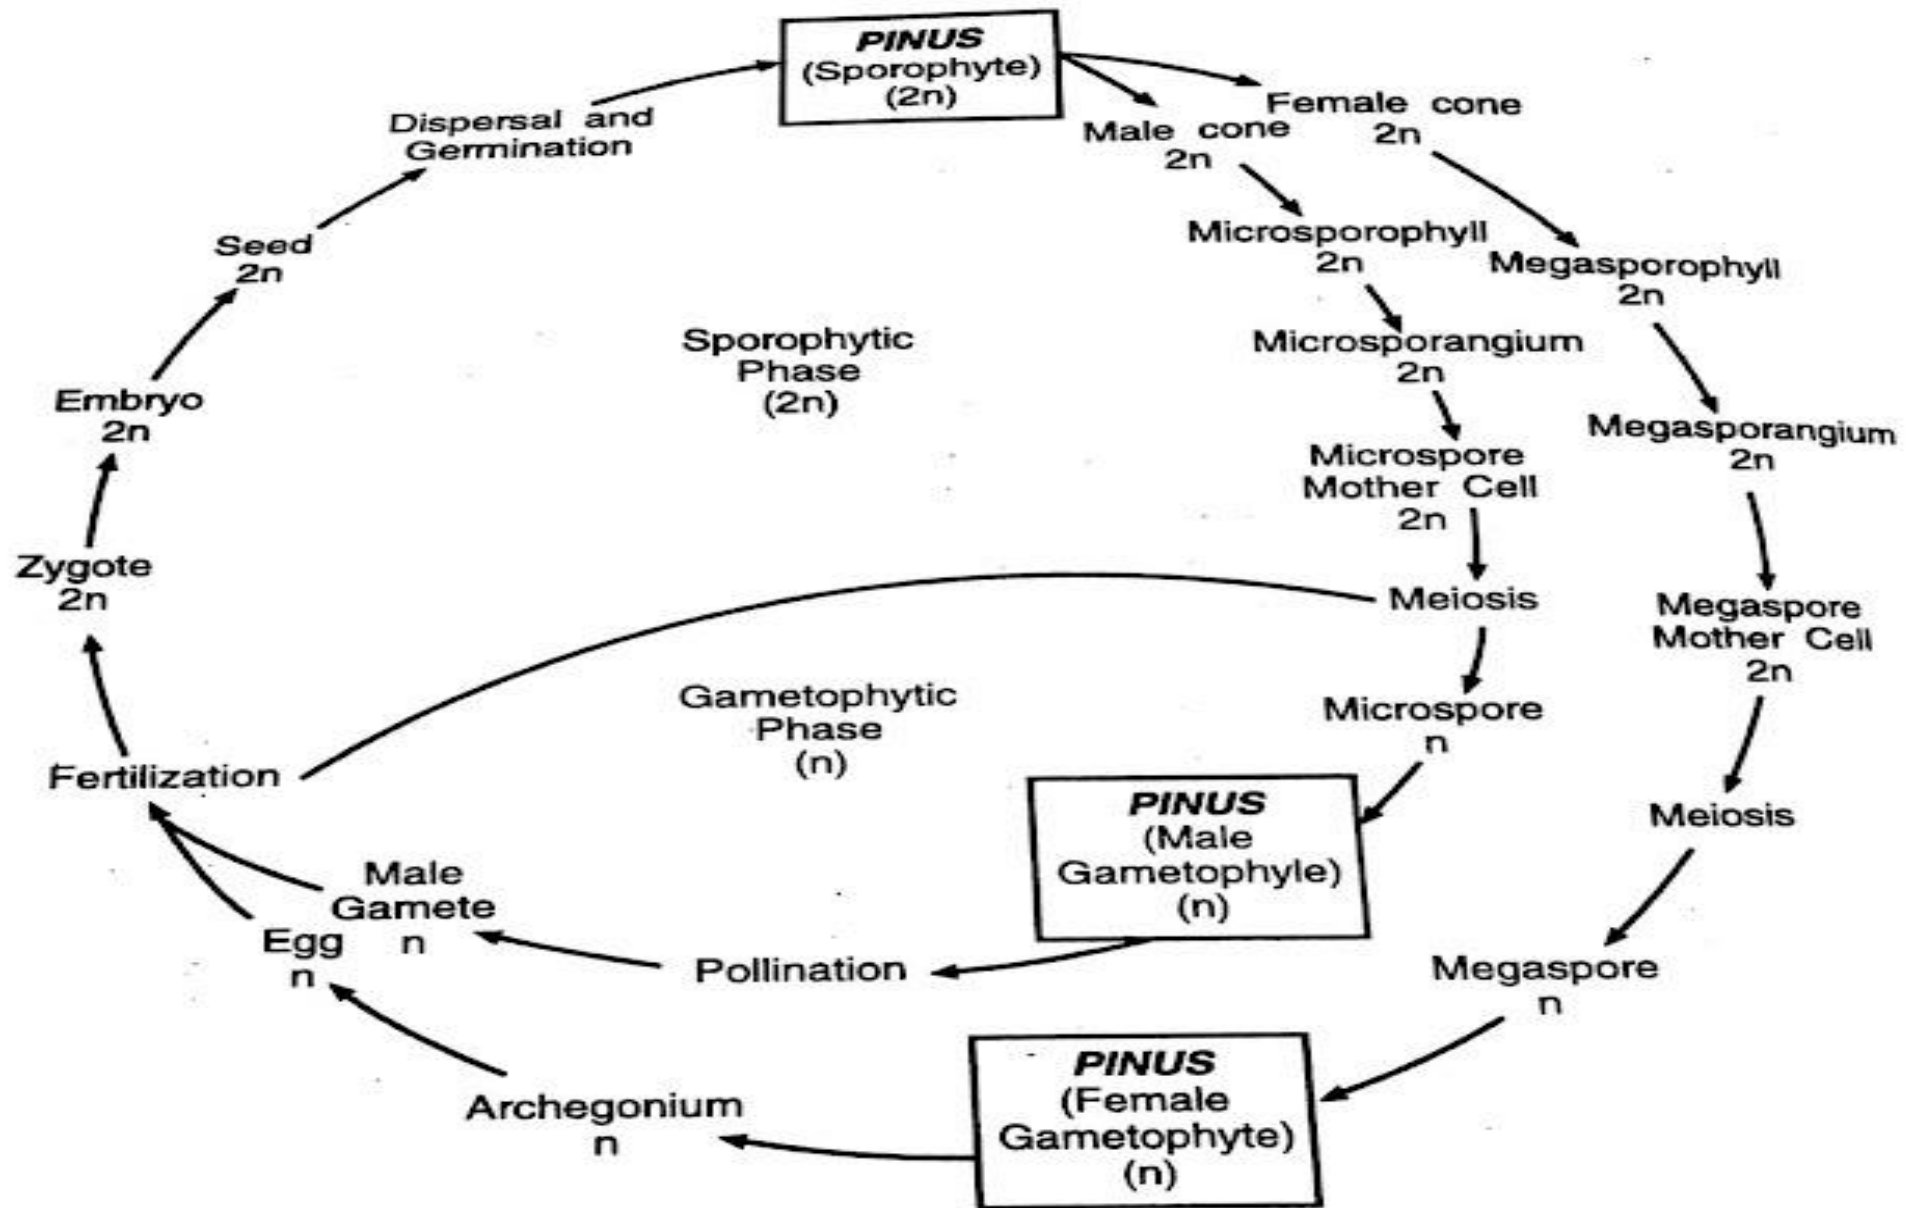 PINUS
(Sporophyte)
(2n)
Female cone
2n
Male cone
2n
Microsporophyll
2n
Megasporophyll
2n
Microsporangium
2n
Megasporangium
2n
Microspore
Mother Cell
2n
Meiosis
Megaspore
Mother Cell
2n
Microspore
n
Meiosis
PINUS
(Male
Gametophyle)
(n)
Megaspore
n
Pollination
PINUS
(Female
Gametophyte)
(n)
Archegonium
n
Male
Gamete
n
Egg
n
Fertilization
Zygote
2n
Embryo
2n
Seed
2n
Dispersal and
Germination
Sporophytic
Phase
(2n)
Gametophytic
Phase
(n)